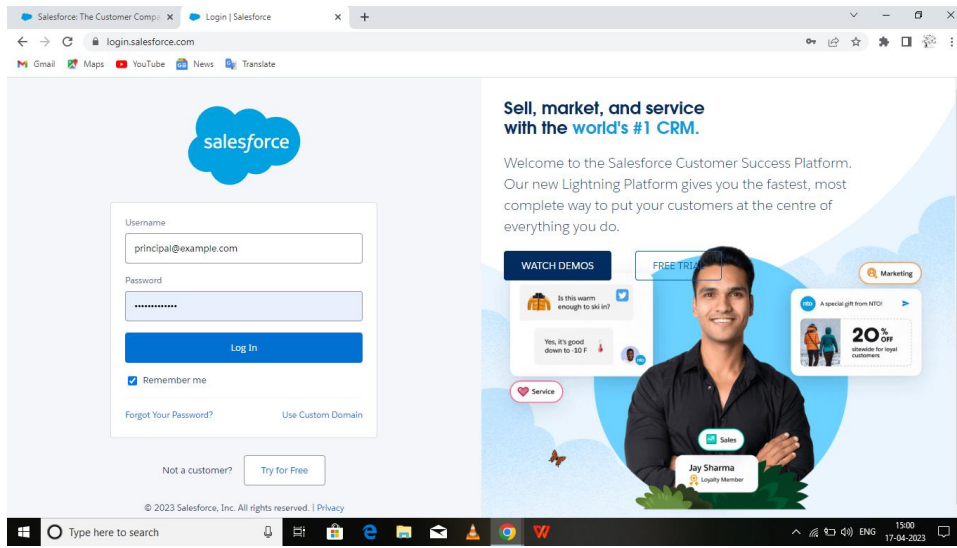 Salesforce: The Customer Compa
Login | Salesforce
login.salesforce.com
Gmail
Maps
YouTube
News
Translate
salesforce
Username
principal@example.com
Password
Log In
Remember me
Forgot Your Password?
Use Custom Domain
Not a customer?
Try for Free
© 2023 Salesforce, Inc. All rights reserved. | Privacy
Sell, market, and service
with the world's #1 CRM.
Welcome to the Salesforce Customer Success Platform.
Our new Lightning Platform gives you the fastest, most
complete way to put your customers at the centre of
everything you do.
WATCH DEMOS
FREE TRIA
Marketing
Is this warm
enough to ski in?
Yes, it's good
down to -10 F
nto
Service
nto
A special gift from NTO!
20% OFF
sitewide for loyal
customers
Sales
Jay Sharma
Loyalty Member
Type here to search
ENG
15:00
17-04-2023